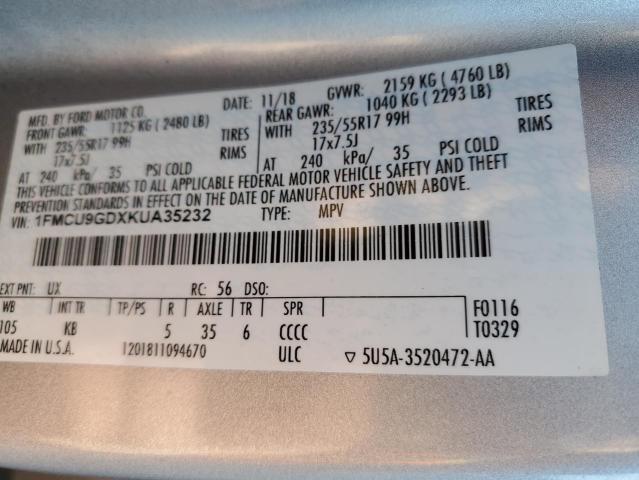 MFD. BY FORD MOTOR CO. DATE: 11/18 GVWR: 2159 KG ( 4760 LB)
FRONT GAWR: 1125 KG ( 2480 LB) REAR GAWR: 1040 KG ( 2293 LB)
WITH 235/55R17 99H TIRES WITH 235/55R17 99H TIRES
17x7.5J RIMS 17x7.5J RIMS
AT 240 kPa/ 35 PSI COLD AT 240 kPa/ 35 PSI COLD
THIS VEHICLE CONFORMS TO ALL APPLICABLE FEDERAL MOTOR VEHICLE SAFETY AND THEFT
PREVENTION STANDARDS IN EFFECT ON THE DATE OF MANUFACTURE SHOWN ABOVE.
VIN: 1FMCU9GDXKUA35232 TYPE: MPV
EXT PNT: UX RC: 56 DSO:
WB INT TR TP/PS R AXLE TR SPR F0116
105 KB 5 35 6 CCCC T0329
MADE IN U.S.A. 1201811094670 ULC ▽ 5U5A-3520472-AA